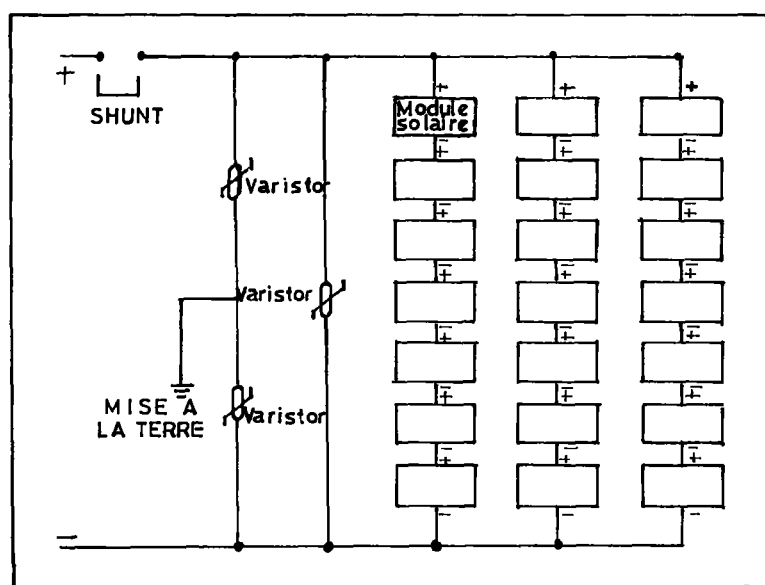 +
SHUNT
Module
solaire
+
+
+
Varistor
Varistor
Varistor
MISE A
LA TERRE
−